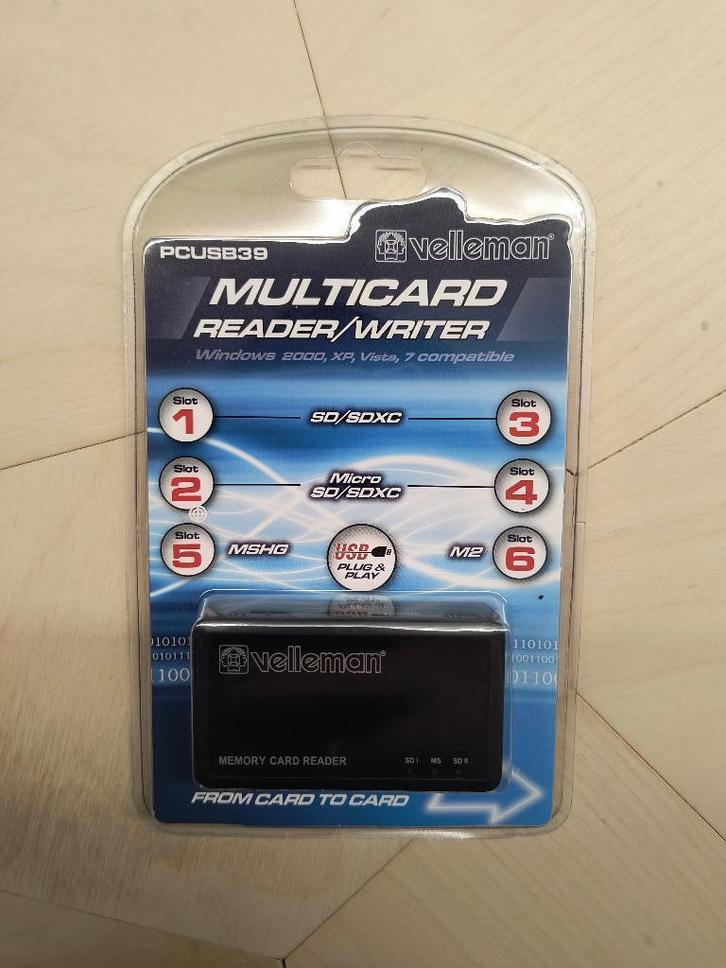 PCUSB39
velleman®
MULTICARD
READER/WRITER
Windows 2000, XP, Vista, 7 compatible
Slot 1
SD/SDXC
Slot 3
Slot 2
Micro
SD/SDXC
Slot 4
Slot 5
MSHG
USB
PLUG &
PLAY
M2
Slot 6
velleman®
MEMORY CARD READER
SD I
MS
SD II
FROM CARD TO CARD